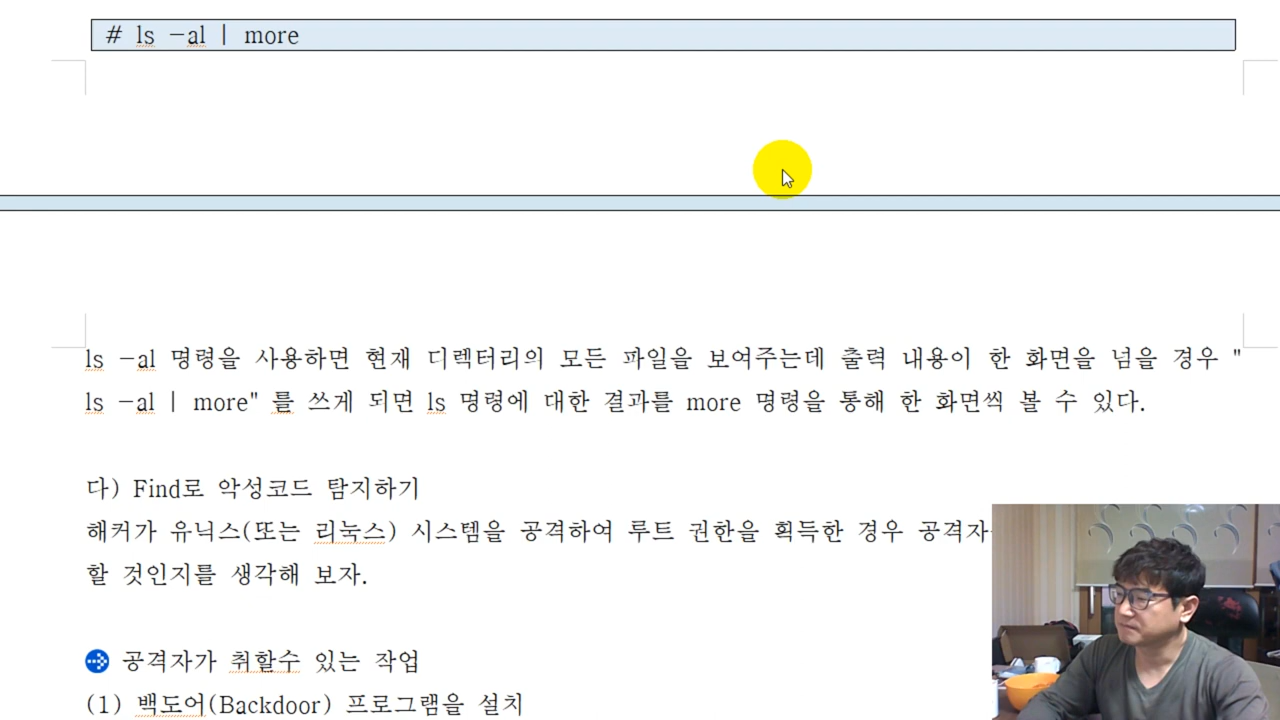 # ls -al | more
ls -al 명령을 사용하면 현재 디렉터리의 모든 파일을 보여주는데 출력 내용이 한 화면을 넘을 경우 "
ls -al | more" 를 쓰게 되면 ls 명령에 대한 결과를 more 명령을 통해 한 화면씩 볼 수 있다.
다) Find로 악성코드 탐지하기
해커가 유닉스(또는 리눅스) 시스템을 공격하여 루트 권한을 획득한 경우 공격자
할 것인지를 생각해 보자.
공격자가 취할수 있는 작업
(1) 백도어(Backdoor) 프로그램을 설치